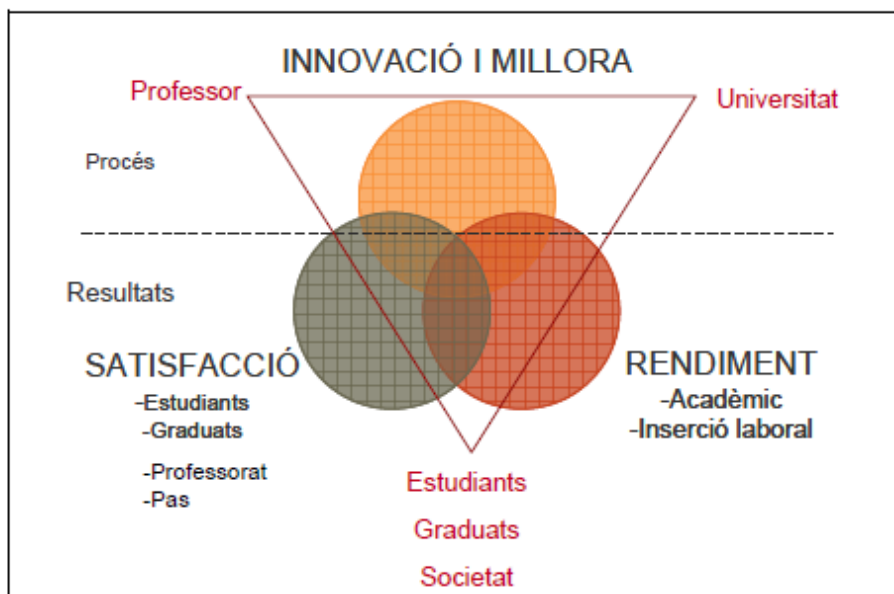 INNOVACIÓ I MILLORA
Professor
Universitat
Procés
Resultats
SATISFACCIÓ
-Estudiants
-Graduats
-Professorat
-Pas
RENDIMENT
-Acadèmic
-Inserció laboral
Estudiants
Graduats
Societat